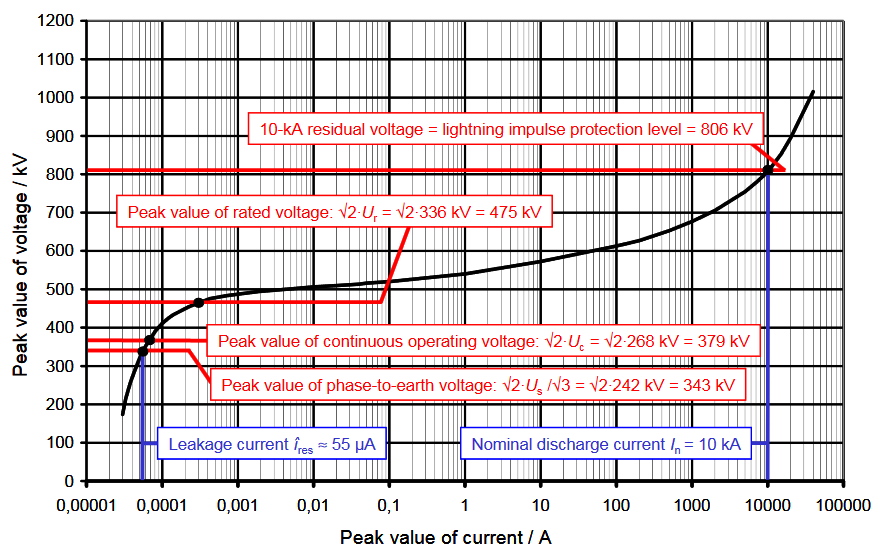 1200
1100
1000
900
800
700
600
500
400
300
200
100
0
Peak value of voltage / kV
10-kA residual voltage = lightning impulse protection level = 806 kV
Peak value of rated voltage: √2·Ur = √2·336 kV = 475 kV
Peak value of continuous operating voltage: √2·Uc = √2·268 kV = 379 kV
Peak value of phase-to-earth voltage: √2·Us /√3 = √2·242 kV = 343 kV
Leakage current îres ≈ 55 µA
Nominal discharge current In = 10 kA
0,00001 0,0001 0,001 0,01 0,1 1 10 100 1000 10000 100000
Peak value of current / A